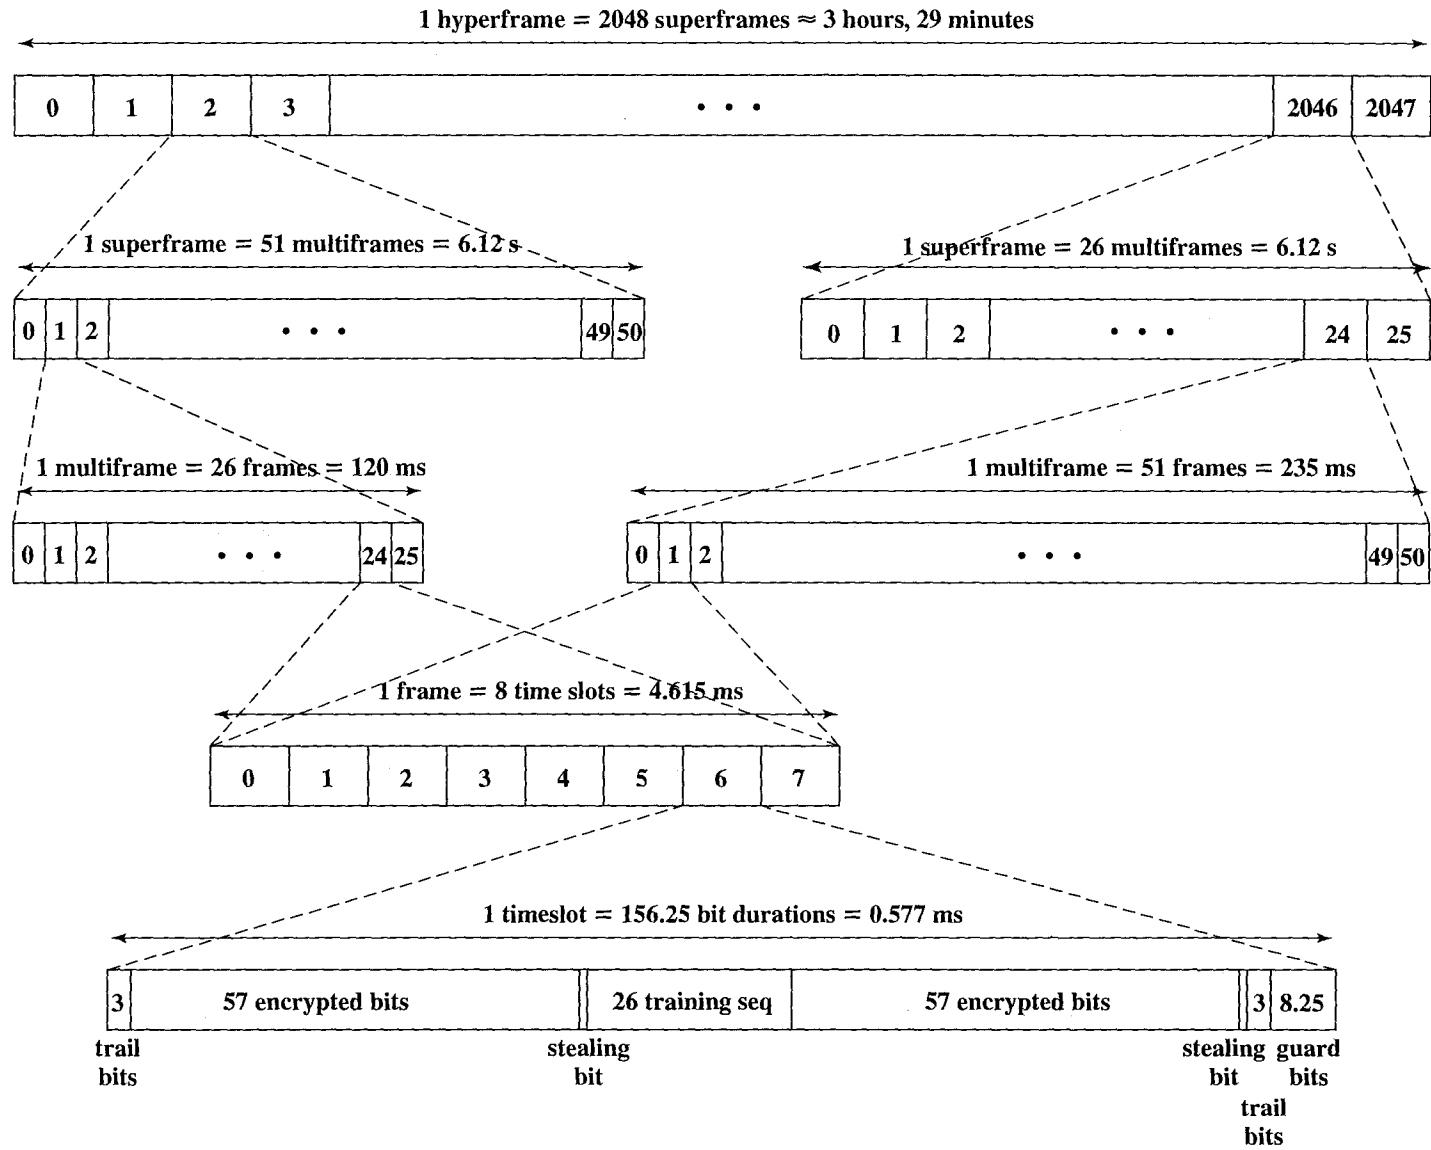 1 hyperframe = 2048 superframes ≈ 3 hours, 29 minutes
0 1 2 3 • • • 2046 2047
1 superframe = 51 multiframes = 6.12 s
1 superframe = 26 multiframes = 6.12 s
0 1 2 • • • 49 50
0 1 2 • • • 24 25
1 multiframe = 26 frames = 120 ms
1 multiframe = 51 frames = 235 ms
0 1 2 • • • 24 25
0 1 2 • • • 49 50
1 frame = 8 time slots = 4.615 ms
0 1 2 3 4 5 6 7
1 timeslot = 156.25 bit durations = 0.577 ms
3 57 encrypted bits 26 training seq 57 encrypted bits 3 8.25
trail
bits
stealing
bit
stealing
bit
trail
bits
guard
bits